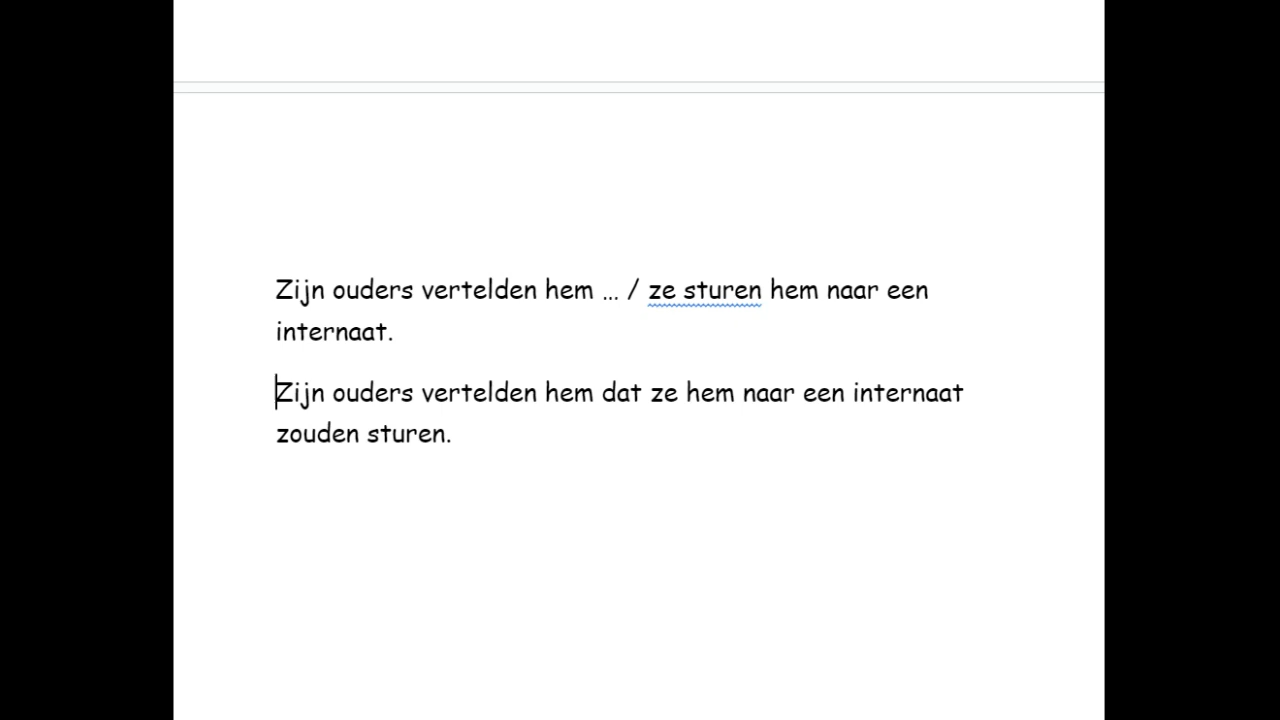 Zijn ouders vertelden hem ... / ze sturen hem naar een
internaat.
Zijn ouders vertelden hem dat ze hem naar een internaat
zouden sturen.